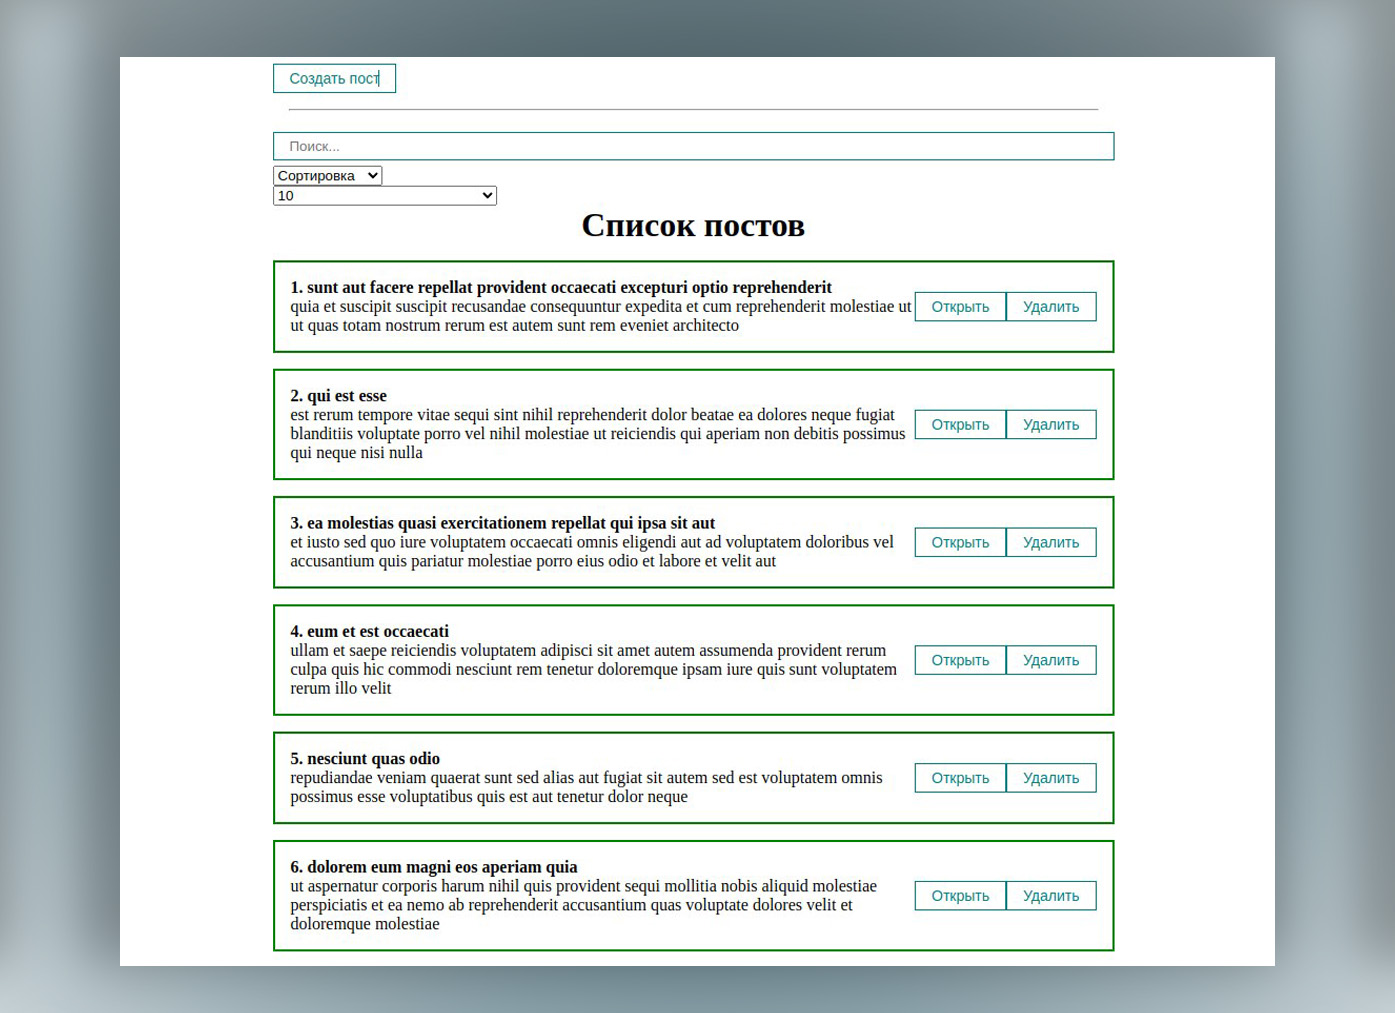 Создать пост
Поиск...
Сортировка
10
Список постов
1. sunt aut facere repellat provident occaecati excepturi optio reprehenderit
quia et suscipit suscipit recusandae consequuntur expedita et cum reprehenderit molestiae ut
ut quas totam nostrum rerum est autem sunt rem eveniet architecto
Открыть Удалить
2. qui est esse
est rerum tempore vitae sequi sint nihil reprehenderit dolor beatae ea dolores neque fugiat
blanditiis voluptate porro vel nihil molestiae ut reiciendis qui aperiam non debitis possimus
qui neque nisi nulla
Открыть Удалить
3. ea molestias quasi exercitationem repellat qui ipsa sit aut
et iusto sed quo iure voluptatem occaecati omnis eligendi aut ad voluptatem doloribus vel
accusantium quis pariatur molestiae porro eius odio et labore et velit aut
Открыть Удалить
4. eum et est occaecati
ullam et saepe reiciendis voluptatem adipisci sit amet autem assumenda provident rerum
culpa quis hic commodi nesciunt rem tenetur doloremque ipsam iure quis sunt voluptatem
rerum illo velit
Открыть Удалить
5. nesciunt quas odio
repudiandae veniam quaerat sunt sed alias aut fugiat sit autem sed est voluptatem omnis
possimus esse voluptatibus quis est aut tenetur dolor neque
Открыть Удалить
6. dolorem eum magni eos aperiam quia
ut aspernatur corporis harum nihil quis provident sequi mollitia nobis aliquid molestiae
perspiciatis et ea nemo ab reprehenderit accusantium quas voluptate dolores velit et
doloremque molestiae
Открыть Удалить